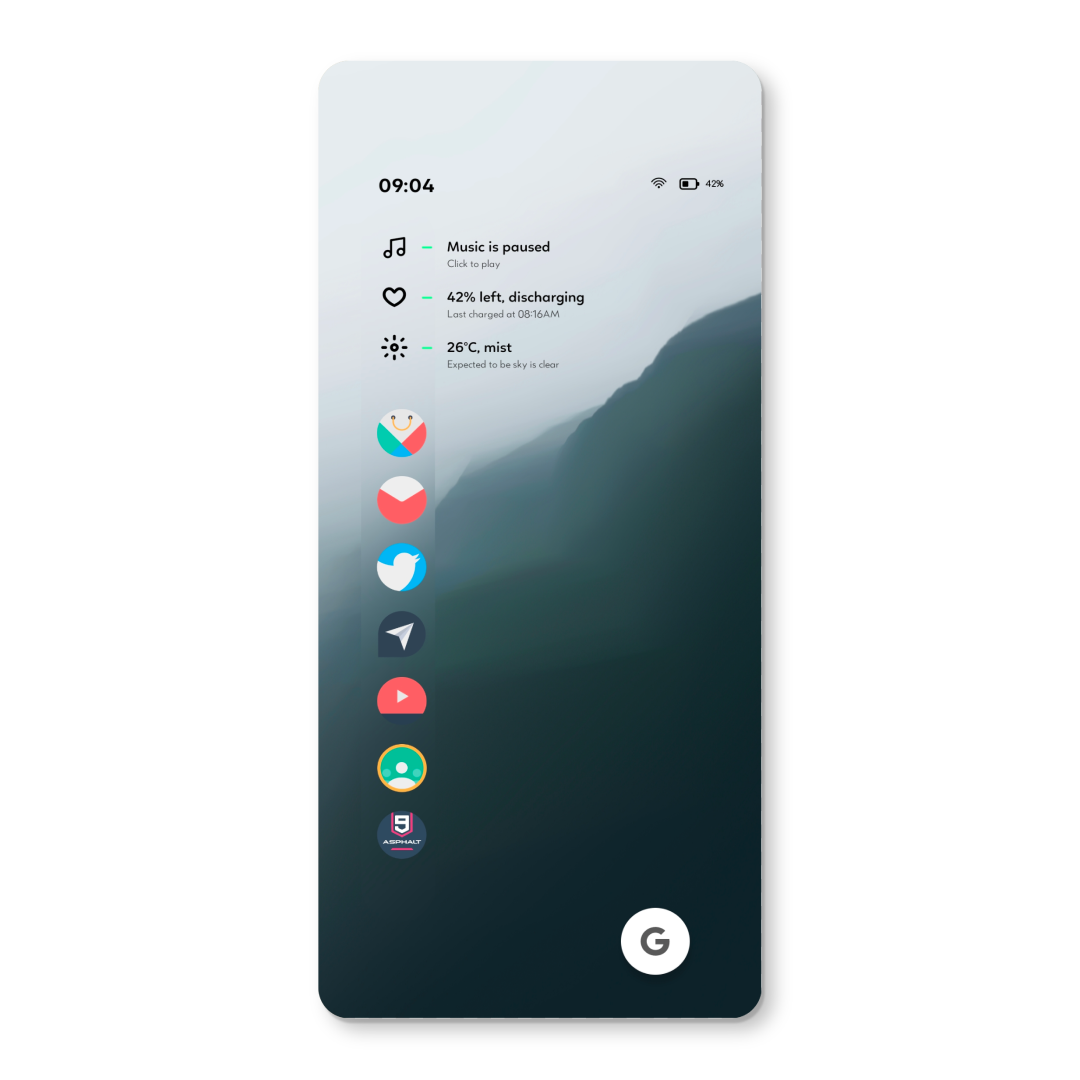 09:04
42%
Music is paused
Click to play
42% left, discharging
Last charged at 08:16AM
26°C, mist
Expected to be sky is clear
9
ASPHALT
G